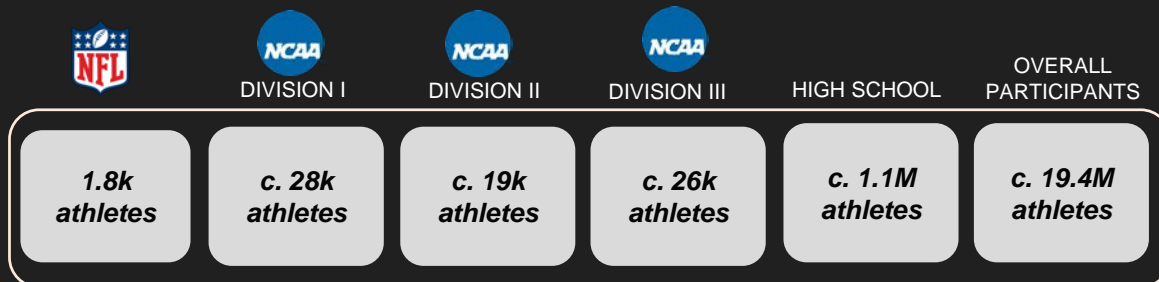 NFL
NCAA
DIVISION I
NCAA
DIVISION II
NCAA
DIVISION III
HIGH SCHOOL
OVERALL
PARTICIPANTS
1.8k
athletes
c. 28k
athletes
c. 19k
athletes
c. 26k
athletes
c. 1.1M
athletes
c. 19.4M
athletes